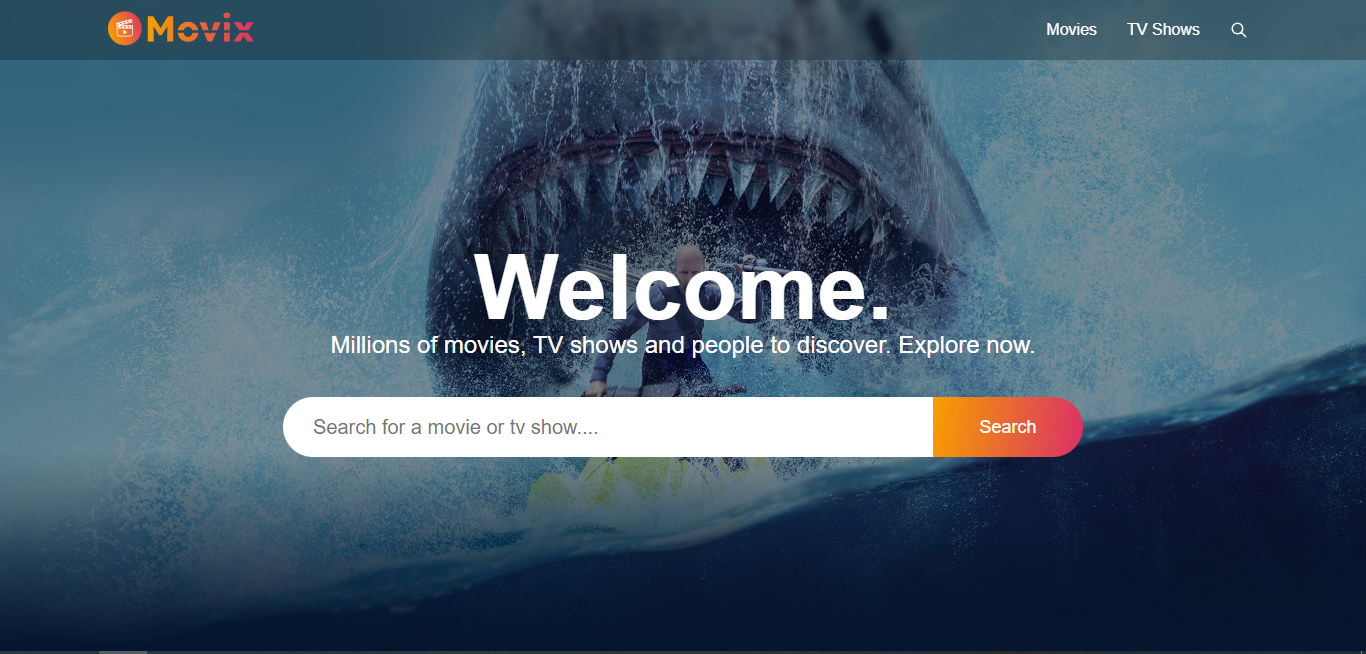 Movix
Movies
TV Shows
Welcome.
Millions of movies, TV shows and people to discover. Explore now.
Search for a movie or tv show....
Search